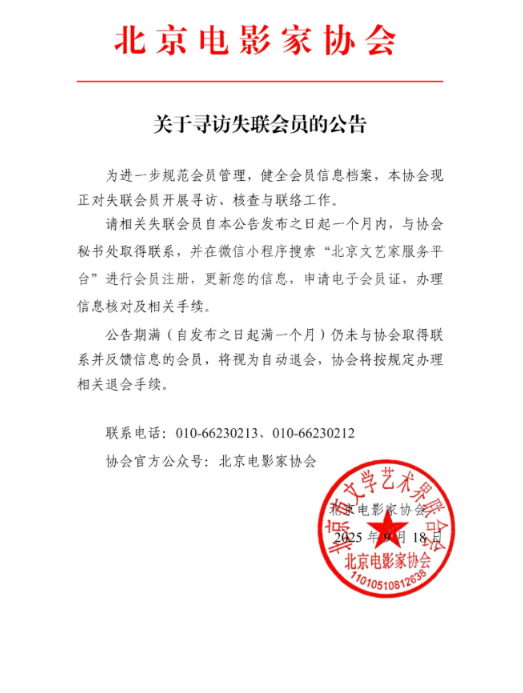 北京电影家协会
关于寻访失联会员的公告
为进一步规范会员管理，健全会员信息档案，本协会现
正对失联会员开展寻访、核查与联络工作。
请相关失联会员自本公告发布之日起一个月内，与协会
秘书处取得联系，并在微信小程序搜索“北京文艺家服务平
台”进行会员注册，更新您的信息，申请电子会员证，办理
信息核对及相关手续。
公告期满（自发布之日起满一个月）仍未与协会取得联
系并反馈信息的会员，将视为自动退会，协会将按规定办理
相关退会手续。
联系电话：010-66230213、010-66230212
协会官方公众号：北京电影家协会
北京电影家协会
2025 年 9 月 18 日
北京市文学艺术界联合会
北京电影家协会
11010510812638